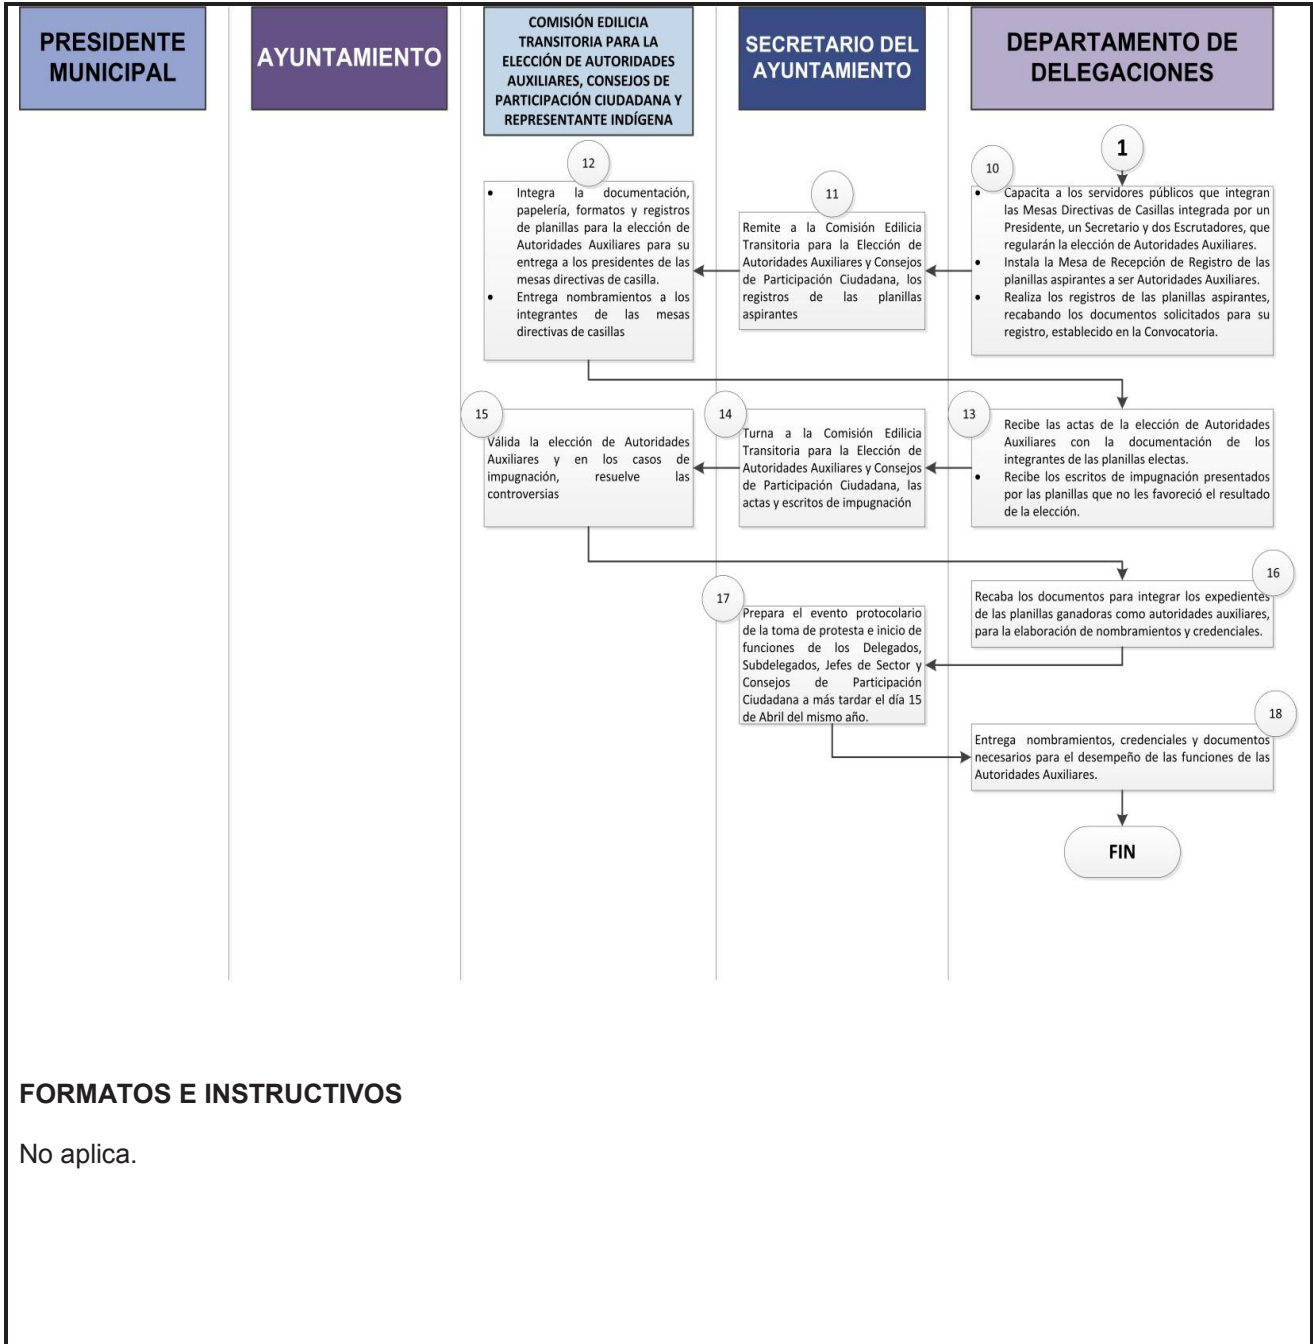 PRESIDENTE
MUNICIPAL
AYUNTAMIENTO
COMISIÓN EDILICIA
TRANSITORIA PARA LA
ELECCIÓN DE AUTORIDADES
AUXILIARES, CONSEJOS DE
PARTICIPACIÓN CIUDADANA Y
REPRESENTANTE INDÍGENA
SECRETARIO DEL
AYUNTAMIENTO
DEPARTAMENTO DE
DELEGACIONES
1
10
• Capacita a los servidores públicos que integran
las Mesas Directivas de Casillas integrada por un
Presidente, un Secretario y dos Escrutadores, que
regularán la elección de Autoridades Auxiliares.
• Instala la Mesa de Recepción de Registro de las
planillas aspirantes a ser Autoridades Auxiliares.
• Realiza los registros de las planillas aspirantes,
recabando los documentos solicitados para su
registro, establecido en la Convocatoria.
11
Remite a la Comisión Edilicia
Transitoria para la Elección de
Autoridades Auxiliares y Consejos
de Participación Ciudadana, los
registros de las planillas
aspirantes
12
• Integra la documentación,
papelería, formatos y registros
de planillas para la elección de
Autoridades Auxiliares para su
entrega a los presidentes de las
mesas directivas de casilla.
• Entrega nombramientos a los
integrantes de las mesas
directivas de casillas
13
• Recibe las actas de la elección de Autoridades
Auxiliares con la documentación de los
integrantes de las planillas electas.
• Recibe los escritos de impugnación presentados
por las planillas que no les favoreció el resultado
de la elección.
14
Turna a la Comisión Edilicia
Transitoria para la Elección de
Autoridades Auxiliares y Consejos
de Participación Ciudadana, las
actas y escritos de impugnación
15
Válida la elección de Autoridades
Auxiliares y en los casos de
impugnación, resuelve las
controversias
16
Recaba los documentos para integrar los expedientes
de las planillas ganadoras como autoridades auxiliares,
para la elaboración de nombramientos y credenciales.
17
Prepara el evento protocolario
de la toma de protesta e inicio de
funciones de los Delegados,
Subdelegados, Jefes de Sector y
Consejos de Participación
Ciudadana a más tardar el día 15
de Abril del mismo año.
18
Entrega nombramientos, credenciales y documentos
necesarios para el desempeño de las funciones de las
Autoridades Auxiliares.
FIN
FORMATOS E INSTRUCTIVOS
No aplica.